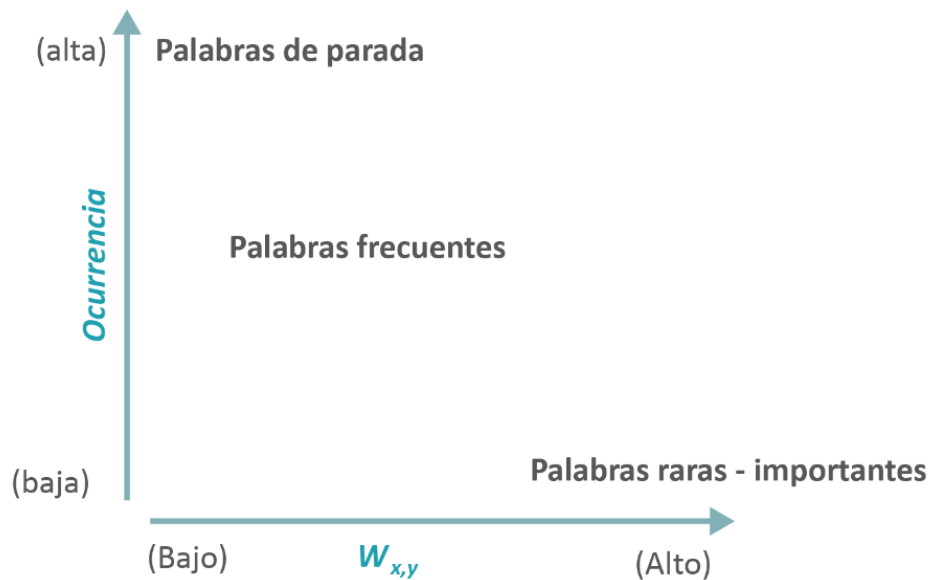 (alta)
Palabras de parada
Ocurrencia
Palabras frecuentes
(baja)
Palabras raras - importantes
(Bajo)
W x,y
(Alto)